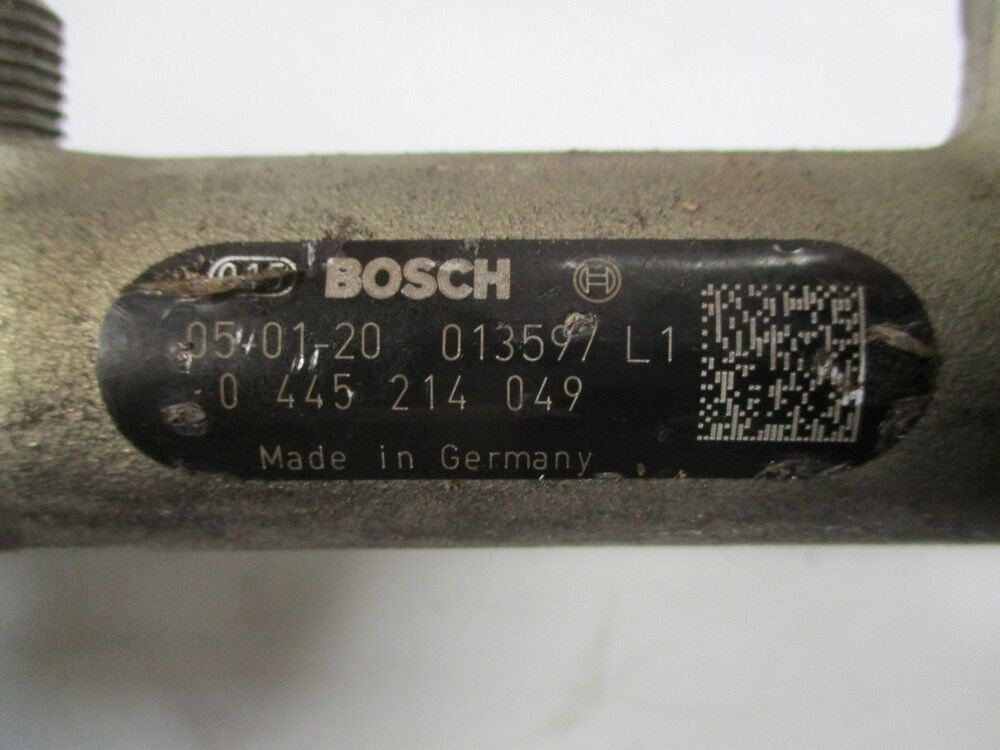 BOSCH
05-01-20 013597 L1
0 445 214 049
Made in Germany